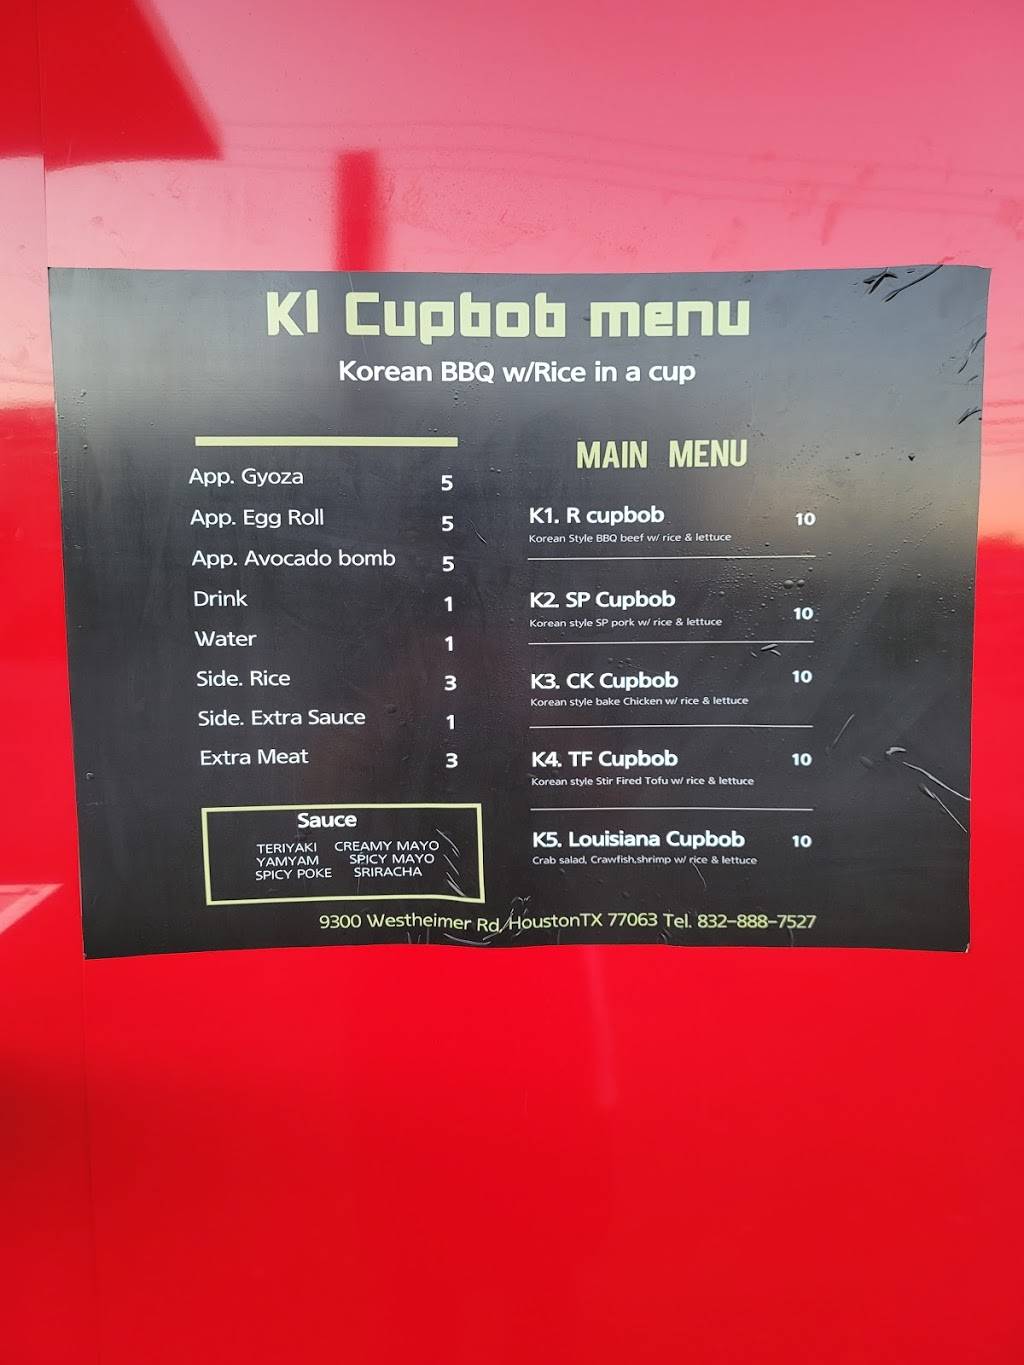 K1 Cupbob menu
Korean BBQ w/Rice in a cup
App. Gyoza 5
App. Egg Roll 5
App. Avocado bomb 5
Drink 1
Water 1
Side. Rice 3
Side. Extra Sauce 1
Extra Meat 3
Sauce
TERIYAKI CREAMY MAYO
YAMYAM SPICY MAYO
SPICY POKE SRIRACHA
MAIN MENU
K1. R cupbob 10
Korean Style BBQ beef w/ rice & lettuce
K2. SP Cupbob 10
Korean style SP pork w/ rice & lettuce
K3. CK Cupbob 10
Korean style bake Chicken w/ rice & lettuce
K4. TF Cupbob 10
Korean style Stir Fired Tofu w/ rice & lettuce
K5. Louisiana Cupbob 10
Crab salad, Crawfish,shrimp w/ rice & lettuce
9300 Westheimer Rd, HoustonTX 77063 Tel. 832-888-7527